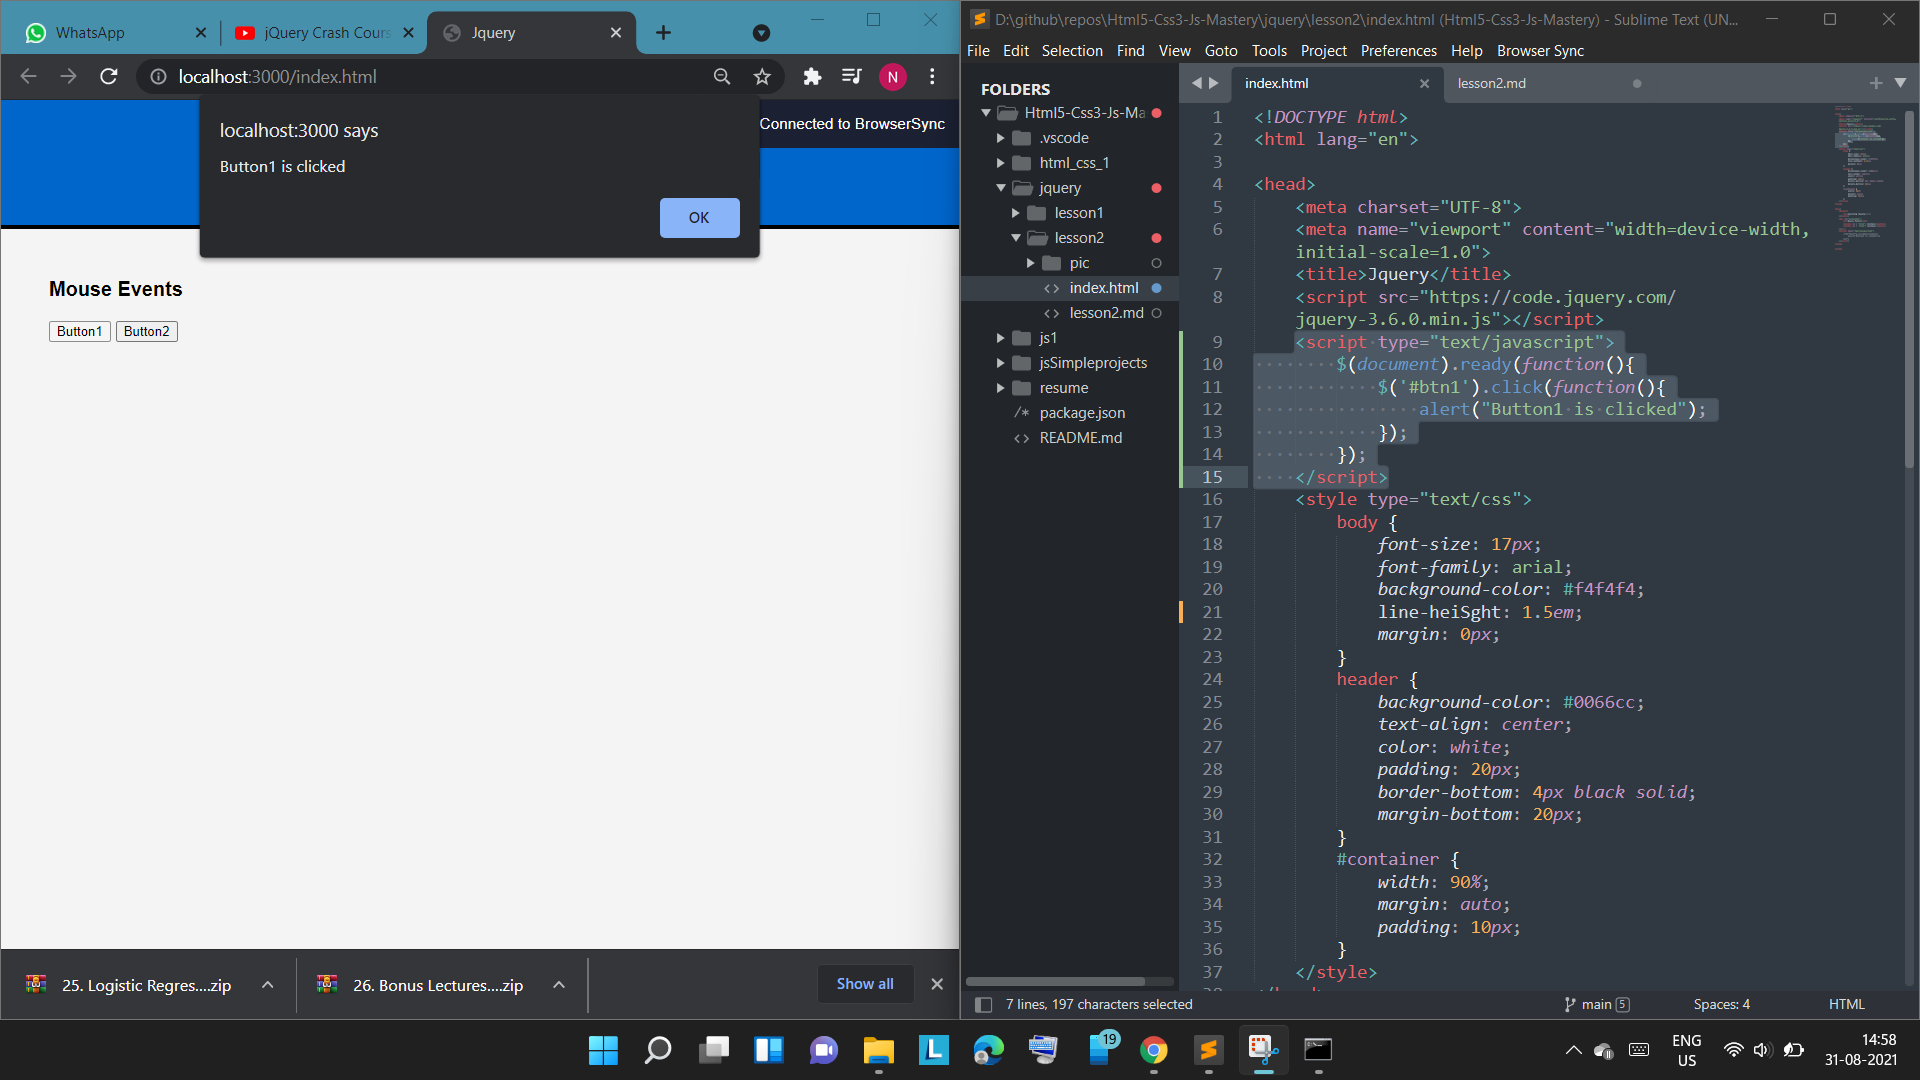 WhatsApp
jQuery Crash Cours
Jquery
localhost:3000/index.html
N
localhost:3000 says
Button1 is clicked
OK
Connected to BrowserSync
Mouse Events
Button1 Button2
25. Logistic Regres....zip
26. Bonus Lectures....zip
Show all
D:\github\repos\Html5-Css3-Js-Mastery\jquery\lesson2\index.html (Html5-Css3-Js-Mastery) - Sublime Text (UN...
File Edit Selection Find View Goto Tools Project Preferences Help Browser Sync
FOLDERS
Html5-Css3-Js-Ma
.vscode
html_css_1
jquery
lesson1
lesson2
pic
index.html
lesson2.md
js1
jsSimpleprojects
resume
package.json
README.md
index.html
lesson2.md
1 <!DOCTYPE html>
2 <html lang="en">
3
4 <head>
5 <meta charset="UTF-8">
6 <meta name="viewport" content="width=device-width,
initial-scale=1.0">
7 <title>Jquery</title>
8 <script src="https://code.jquery.com/
jquery-3.6.0.min.js"></script>
9 <script type="text/javascript">
10 $(document).ready(function(){
11 $('#btn1').click(function(){
12 alert("Button1 is clicked");
13 });
14 });
15 </script>
16 <style type="text/css">
17 body {
18 font-size: 17px;
19 font-family: arial;
20 background-color: #f4f4f4;
21 line-heiSght: 1.5em;
22 margin: 0px;
23 }
24 header {
25 background-color: #0066cc;
26 text-align: center;
27 color: white;
28 padding: 20px;
29 border-bottom: 4px black solid;
30 margin-bottom: 20px;
31 }
32 #container {
33 width: 90%;
34 margin: auto;
35 padding: 10px;
36 }
37 </style>
7 lines, 197 characters selected
main 5
Spaces: 4
HTML
19
ENG
US
14:58
31-08-2021